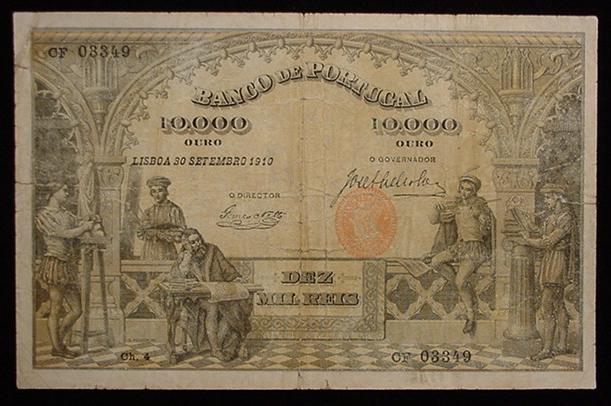 CF 03349
BANCO DE PORTUGAL
10.000 10.000
OURO OURO
LISBOA 30 SETEMBRO 1910 O GOVERNADOR
O DIRECTOR
DEZ
MIL REIS
Ch. 4 CF 03349